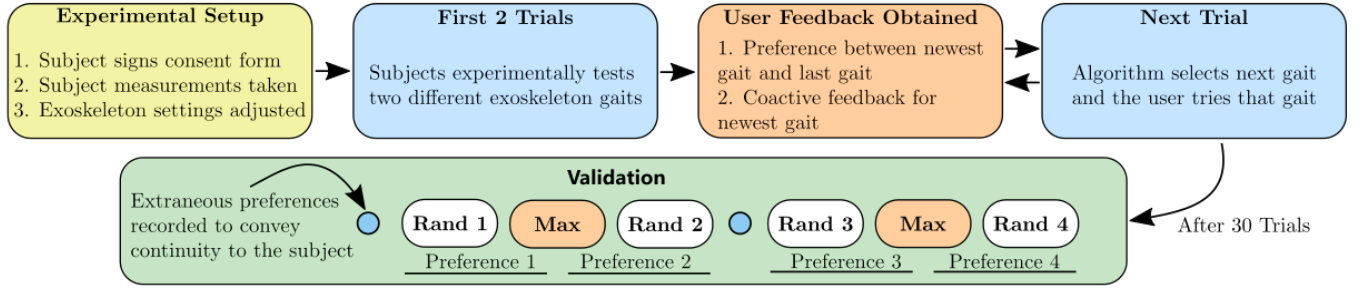 Experimental Setup
1. Subject signs consent form
2. Subject measurements taken
3. Exoskeleton settings adjusted
First 2 Trials
Subjects experimentally tests
two different exoskeleton gaits
User Feedback Obtained
1. Preference between newest
gait and last gait
2. Coactive feedback for
newest gait
Next Trial
Algorithm selects next gait
and the user tries that gait
After 30 Trials
Validation
Extraneous preferences
recorded to convey
continuity to the subject
Rand 1
Max
Rand 2
Rand 3
Max
Rand 4
Preference 1
Preference 2
Preference 3
Preference 4